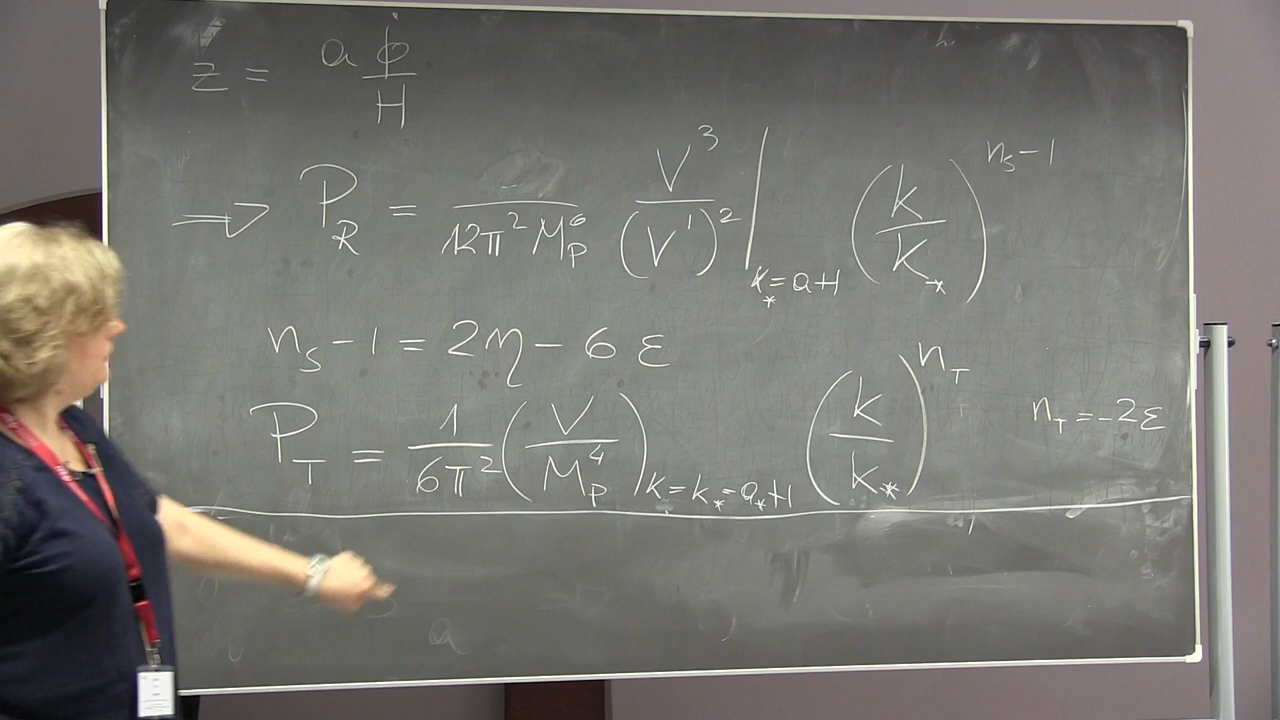 z = a φ̇ / H
⇒ P_R = 1/(12π² M_P⁶) V³/(V')² |_{k_*=aH} (k/k_*)^{n_s-1}
n_s-1 = 2η - 6ε
P_T = 1/(6π²) (V/M_P⁴)_{k=k_*=a_*H} (k/k_*)^{n_T} n_T = -2ε
a